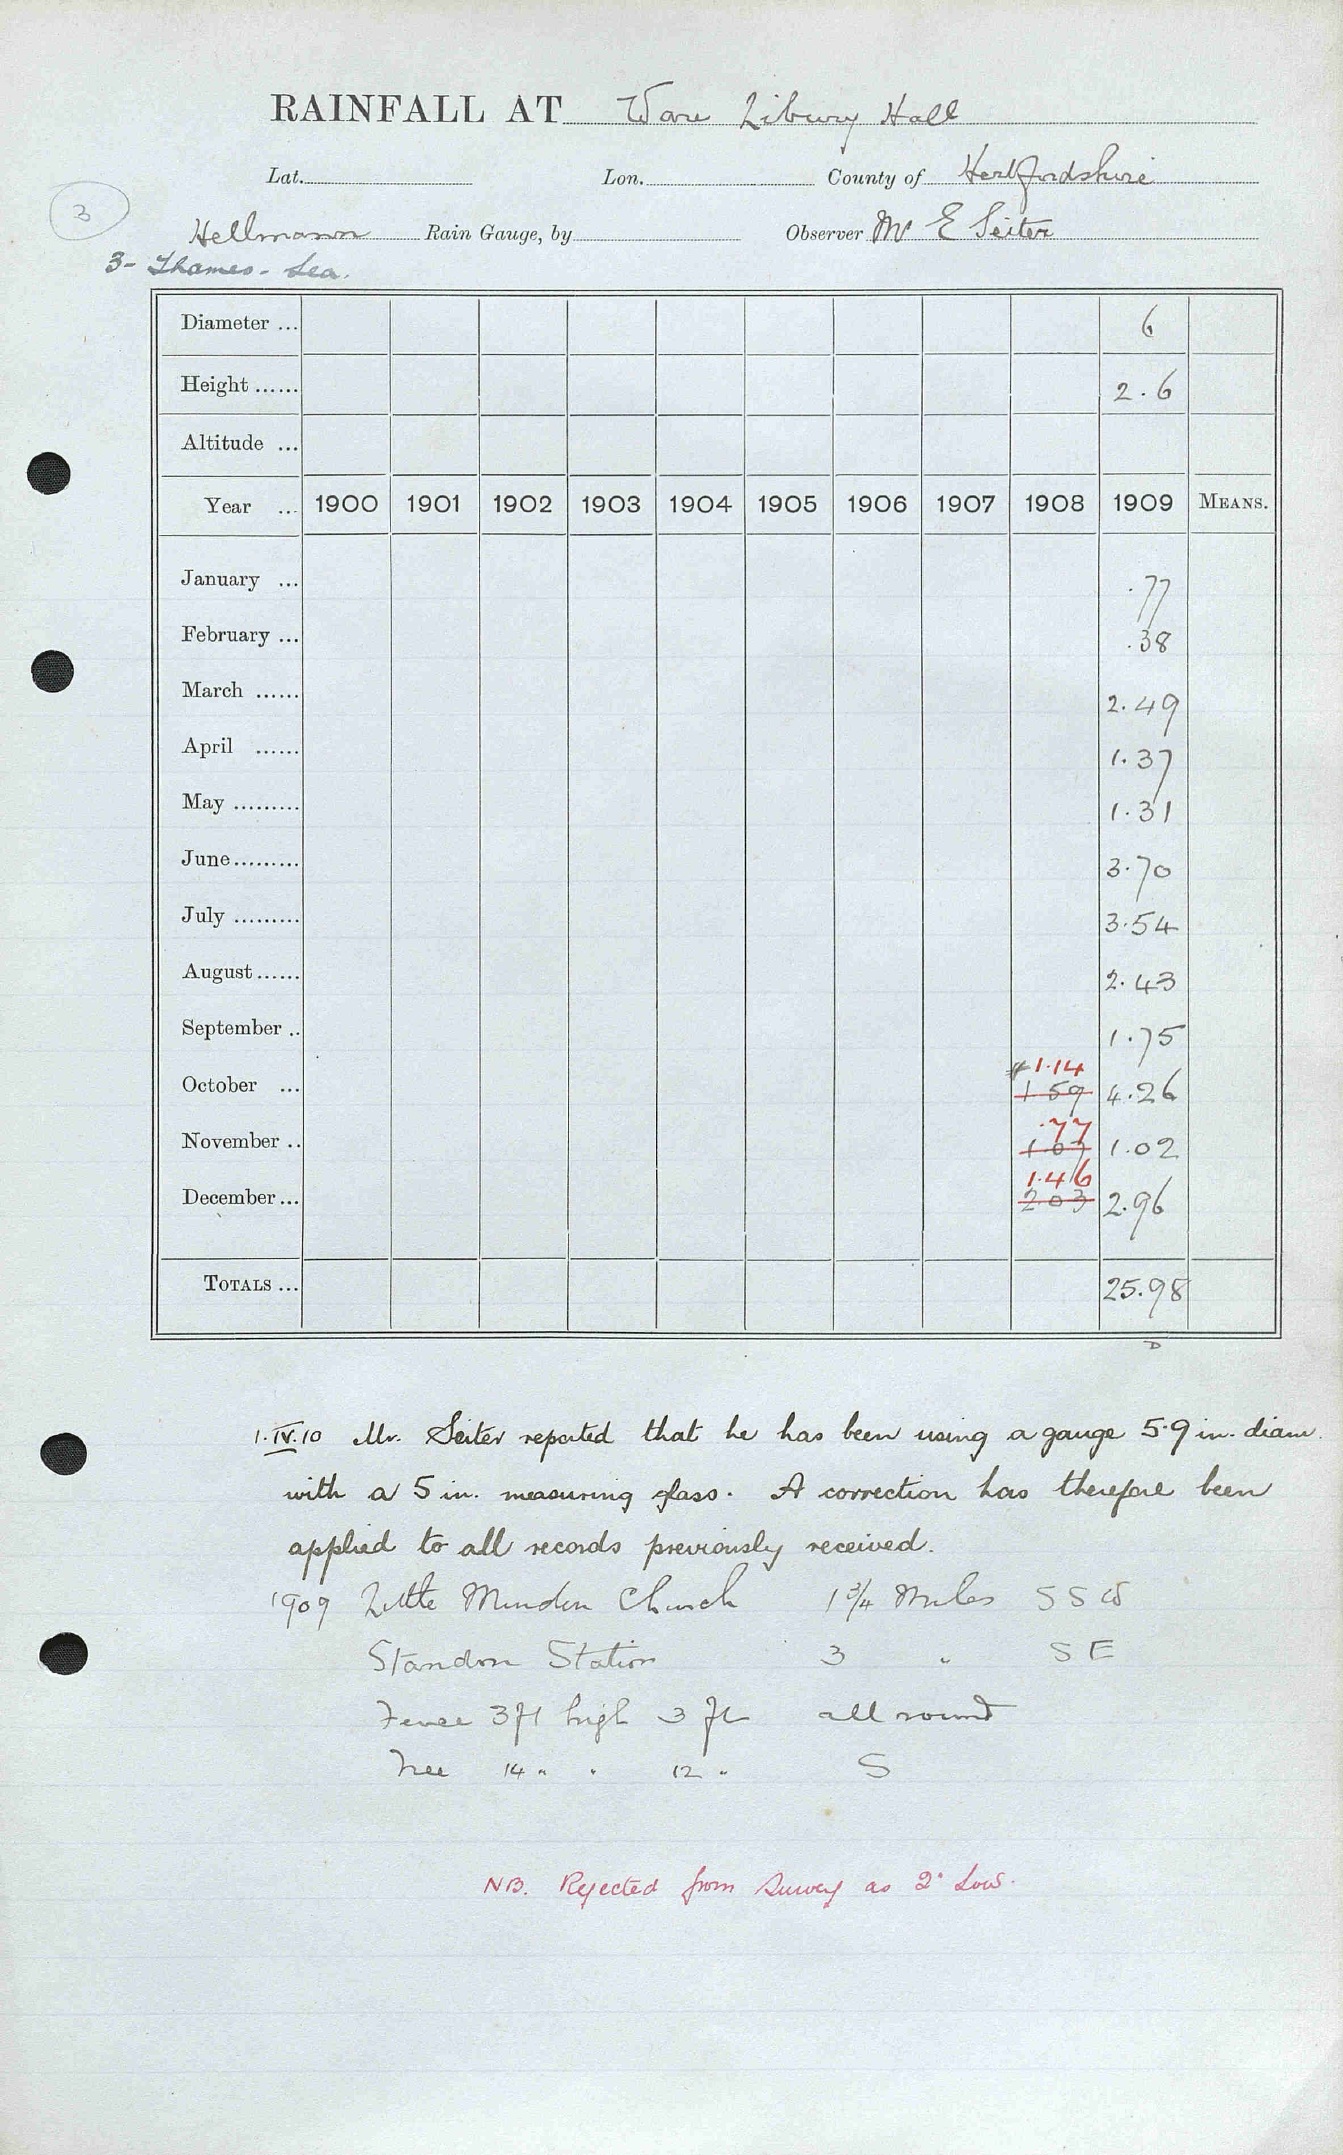 RAINFALL AT Ware Libury Hall
Lat. Lon. County of Hertfordshire
3
Hellmann Rain Gauge, by Observer Mr E Seiter
3- Thames - Lea.
Diameter ... 6
Height ...... 2.6
Altitude ...
Year ... 1900 1901 1902 1903 1904 1905 1906 1907 1908 1909 MEANS.
January ... .77
February ... .38
March ...... 2.49
April ...... 1.37
May ......... 1.31
June ......... 3.70
July ......... 3.54
August ...... 2.43
September .. 1.75
1.14
October ... 1 59 4.26
.77
November .. 1 07 1.02
1.46
December ... 2 03 2.96
TOTALS ... 25.98
D
1.IV.10 Mr. Seiter reported that he has been using a gauge 5.9 in. diam.
with a 5 in. measuring glass. A correction has therefore been
applied to all records previously received.
1909 Little Munden Church 1 3/4 Miles S S W
Standon Station 3 " S E
Fence 3 ft high 3 ft all round
Tree 14 " " 12 " S
NB. Rejected from Survey as 2" Low.